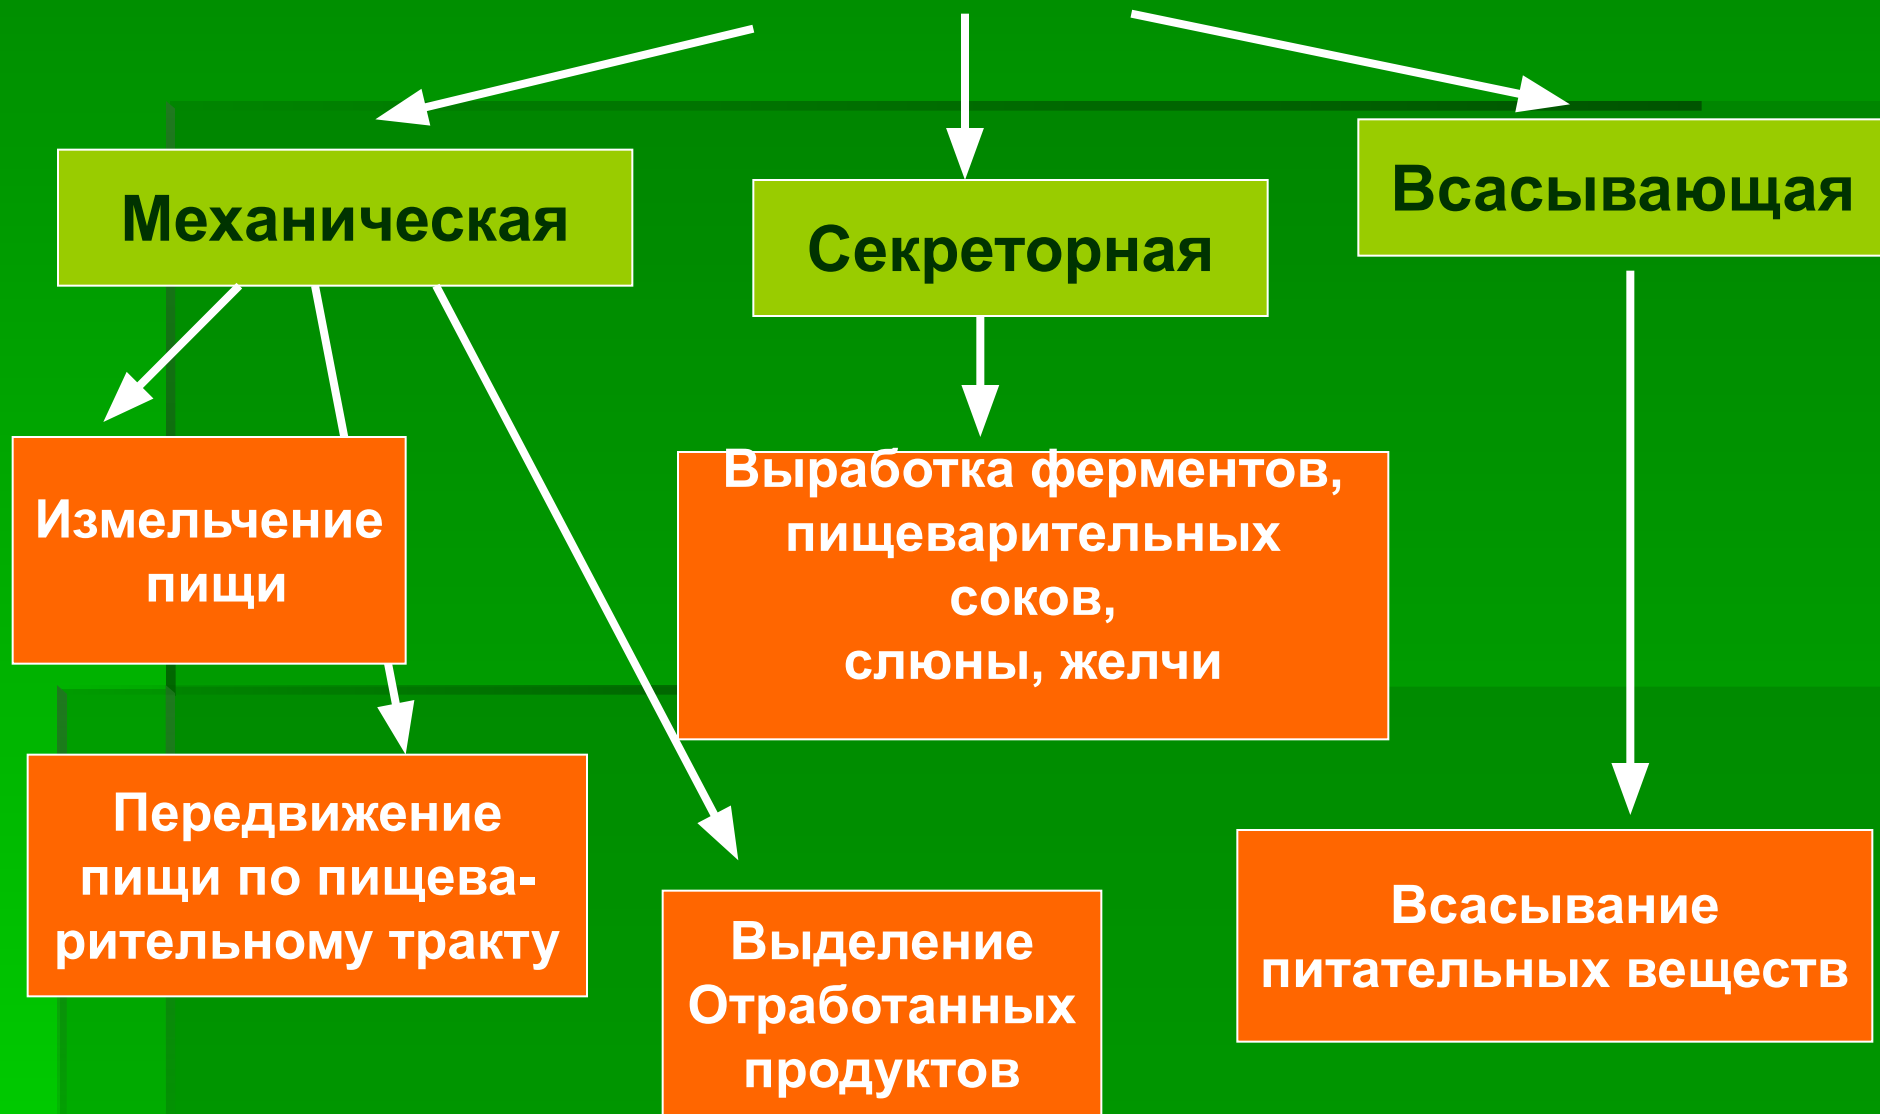 Механическая
Секреторная
Всасывающая
Измельчение
пищи
Выработка ферментов,
пищеварительных
соков,
слюны, желчи
Передвижение
пищи по пищева-
рительному тракту
Выделение
Отработанных
продуктов
Всасывание
питательных веществ